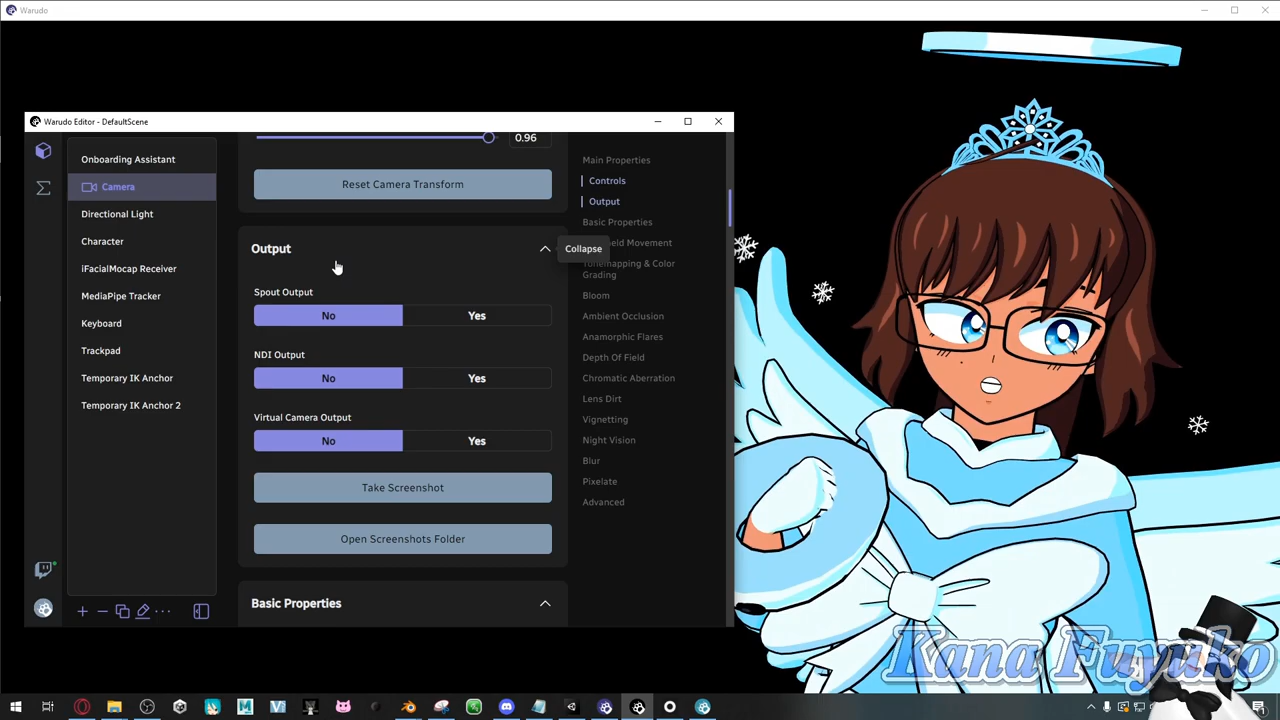 Warudo
Warudo Editor - DefaultScene
Onboarding Assistant
Camera
Directional Light
Character
iFacialMocap Receiver
MediaPipe Tracker
Keyboard
Trackpad
Temporary IK Anchor
Temporary IK Anchor 2
0.96
Reset Camera Transform
Output
Collapse
Spout Output
No
Yes
NDI Output
No
Yes
Virtual Camera Output
No
Yes
Take Screenshot
Open Screenshots Folder
Basic Properties
Main Properties
Controls
Output
Basic Properties
Movement
Tonemapping & Color
Grading
Bloom
Ambient Occlusion
Anamorphic Flares
Depth Of Field
Chromatic Aberration
Lens Dirt
Vignetting
Night Vision
Blur
Pixelate
Advanced
Kana Fuyuko